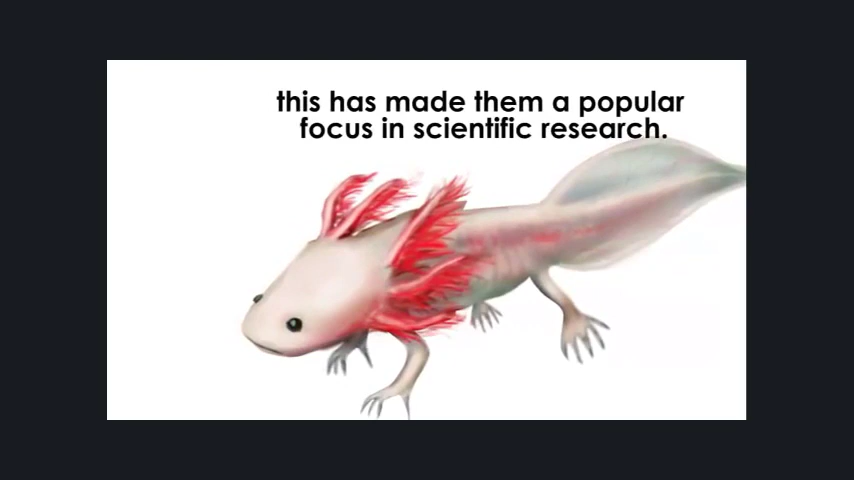 this has made them a popular
focus in scientific research.